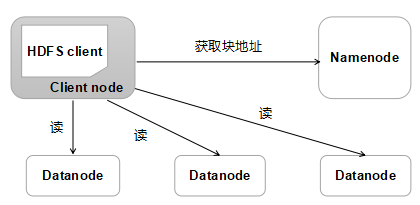 HDFS client
获取块地址
Namenode
Client node
读
读
读
Datanode
Datanode
Datanode